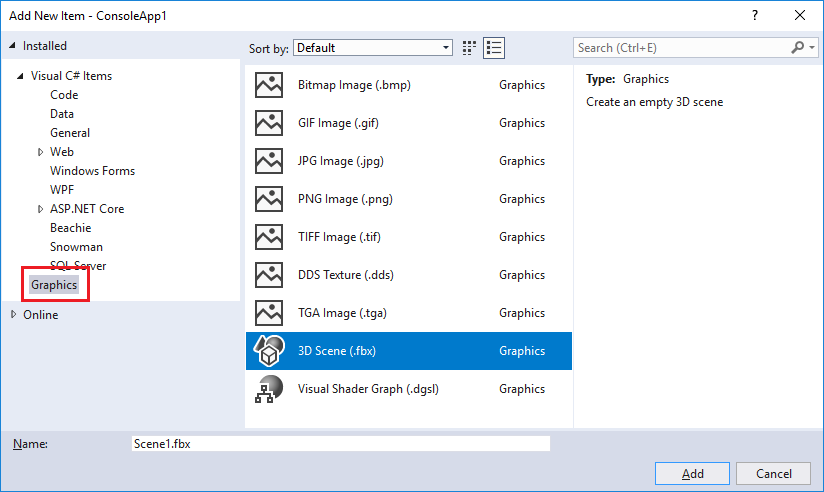 Add New Item - ConsoleApp1
?
Installed
Sort by: Default
Search (Ctrl+E)
Visual C# Items
Code
Data
General
Web
Windows Forms
WPF
ASP.NET Core
Beachie
Snowman
SQL Server
Graphics
Online
Bitmap Image (.bmp) Graphics
GIF Image (.gif) Graphics
JPG Image (.jpg) Graphics
PNG Image (.png) Graphics
TIFF Image (.tif) Graphics
DDS Texture (.dds) Graphics
TGA Image (.tga) Graphics
3D Scene (.fbx) Graphics
Visual Shader Graph (.dgsl) Graphics
Type: Graphics
Create an empty 3D scene
Name: Scene1.fbx
Add Cancel